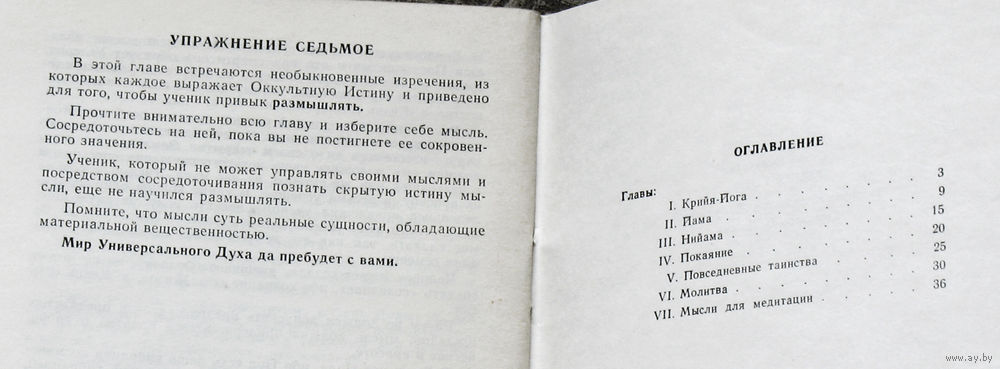 УПРАЖНЕНИЕ СЕДЬМОЕ
В этой главе встречаются необыкновенные изречения, из
которых каждое выражает Оккультную Истину и приведено
для того, чтобы ученик привык размышлять.
Прочтите внимательно всю главу и изберите себе мысль.
Сосредоточьтесь на ней, пока вы не постигнете ее сокровен-
ного значения.
Ученик, который не может управлять своими мыслями и
посредством сосредоточивания познать скрытую истину мы-
сли, еще не научился размышлять.
Помните, что мысли суть реальные сущности, обладающие
материальной вещественностью.
Мир Универсального Духа да пребудет с вами.
ОГЛАВЛЕНИЕ
Главы:
I. Крийя-Йога . . . . . . . 3
II. Йама . . . . . . . 9
III. Нийама . . . . . . . 15
IV. Покаяние . . . . . . . 20
V. Повседневные таинства . . . . 25
VI. Молитва . . . . . . . 30
VII. Мысли для медитации . . . . 36
www.ay.by